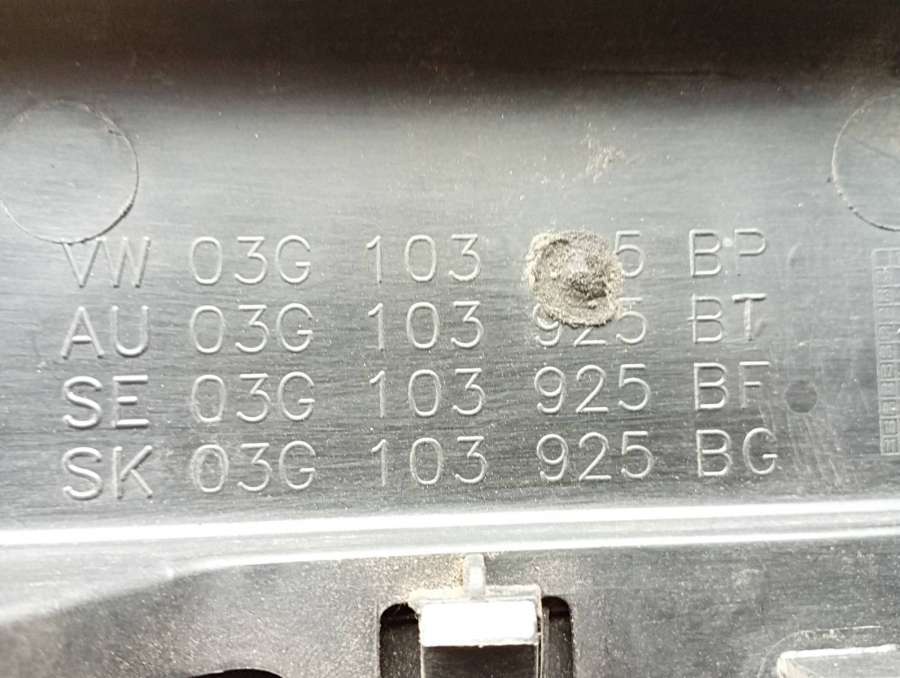 VW 03G 103 BP
AU 03G 103 925 BT
SE 03G 103 925 BF
SK 03G 103 925 BG